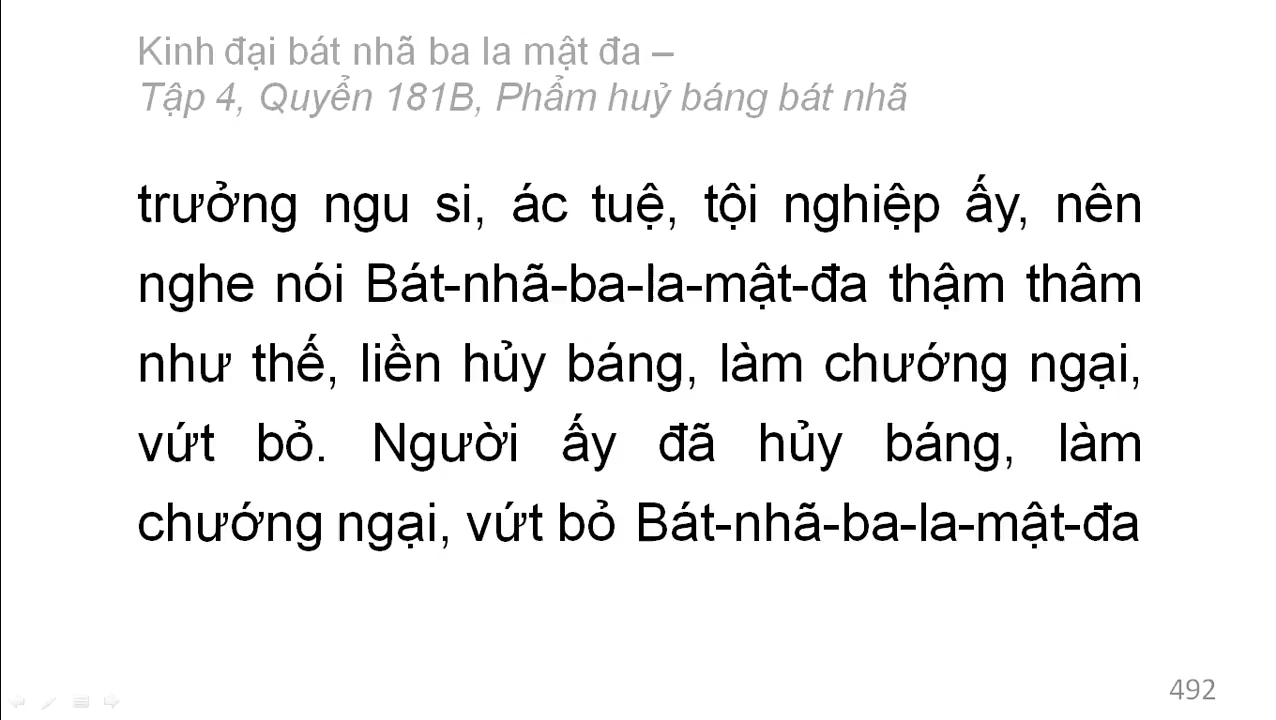 Kinh đại bát nhã ba la mật đa –
Tập 4, Quyển 181B, Phẩm huỷ báng bát nhã
trưởng ngu si, ác tuệ, tội nghiệp ấy, nên
nghe nói Bát-nhã-ba-la-mật-đa thậm thâm
như thế, liền hủy báng, làm chướng ngại,
vứt bỏ. Người ấy đã hủy báng, làm
chướng ngại, vứt bỏ Bát-nhã-ba-la-mật-đa
492